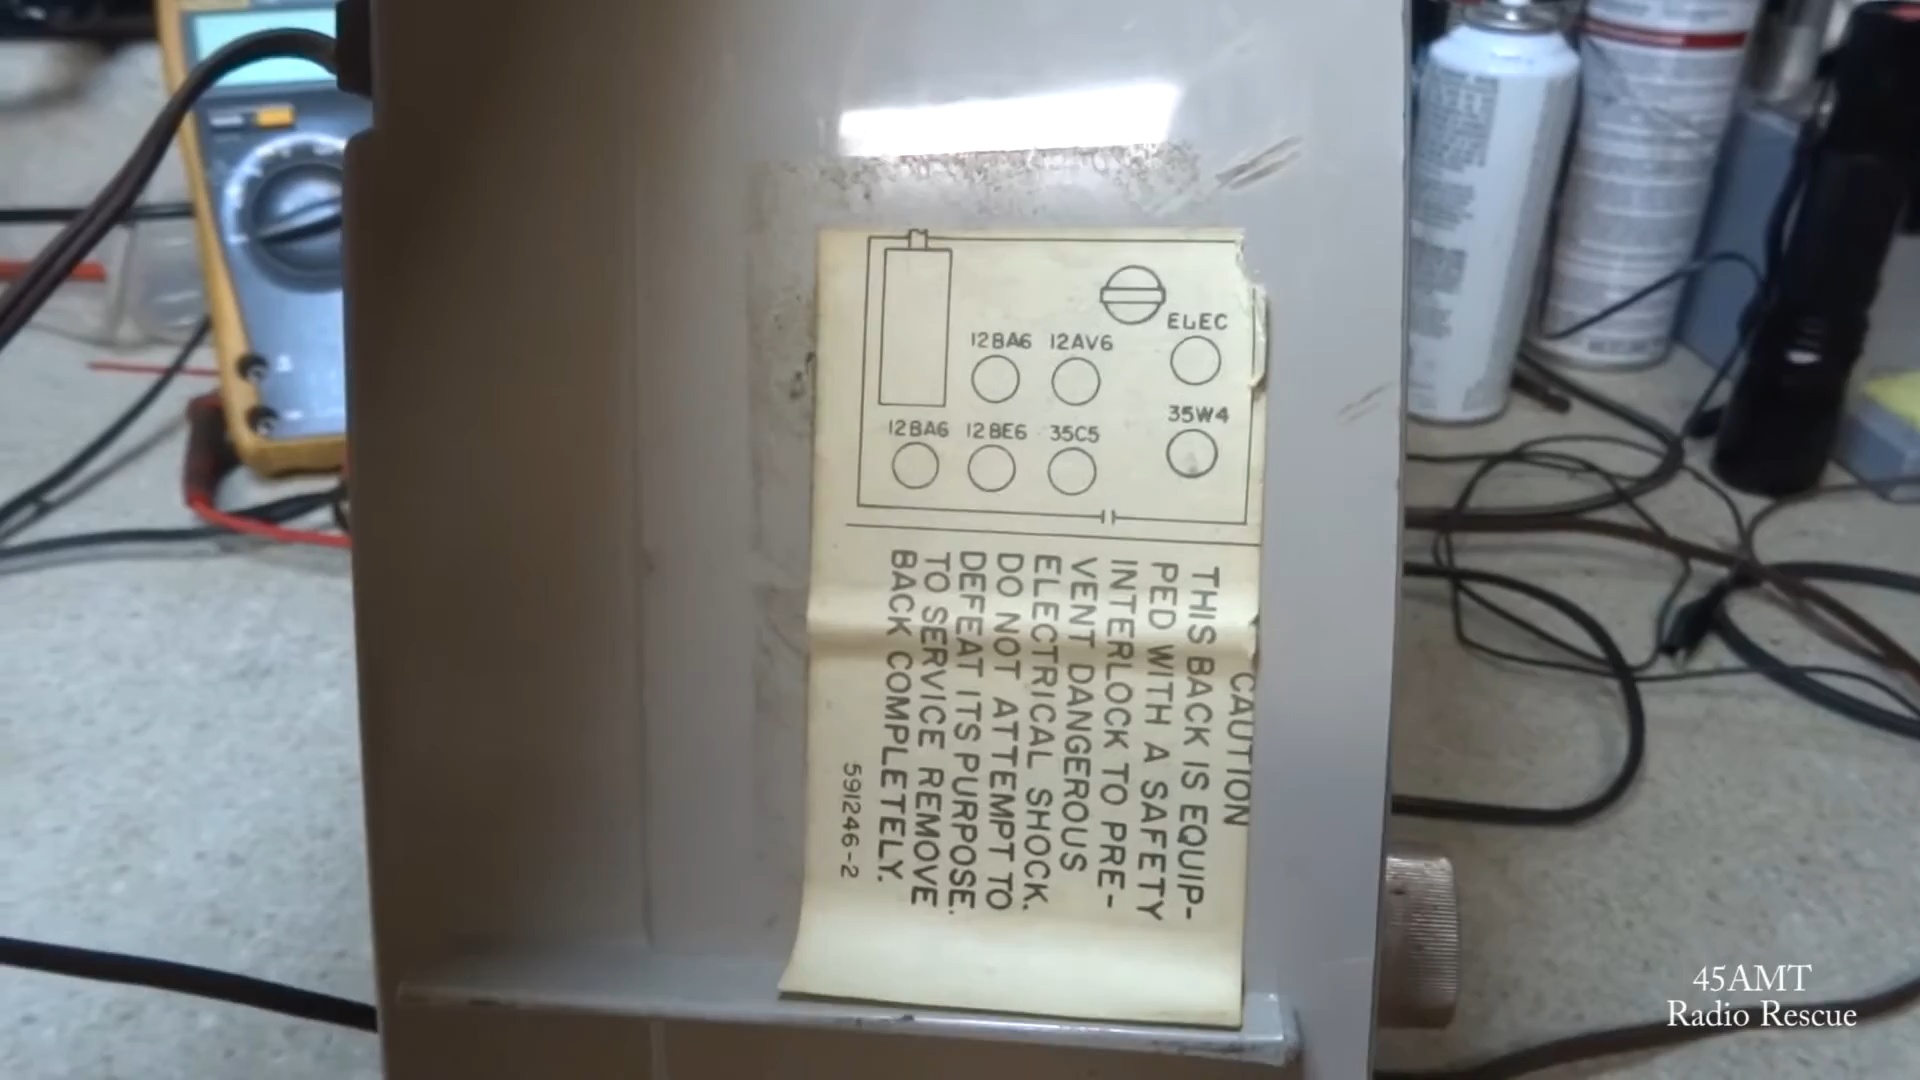 ELEC
12BA6 12AV6
35W4
12BA6 12BE6 35C5
CAUTION
THIS BACK IS EQUIP-
PED WITH A SAFETY
INTERLOCK TO PRE-
VENT DANGEROUS
ELECTRICAL SHOCK.
DO NOT ATTEMPT TO
DEFEAT ITS PURPOSE.
TO SERVICE REMOVE
BACK COMPLETELY.
591246-2
45AMT
Radio Rescue